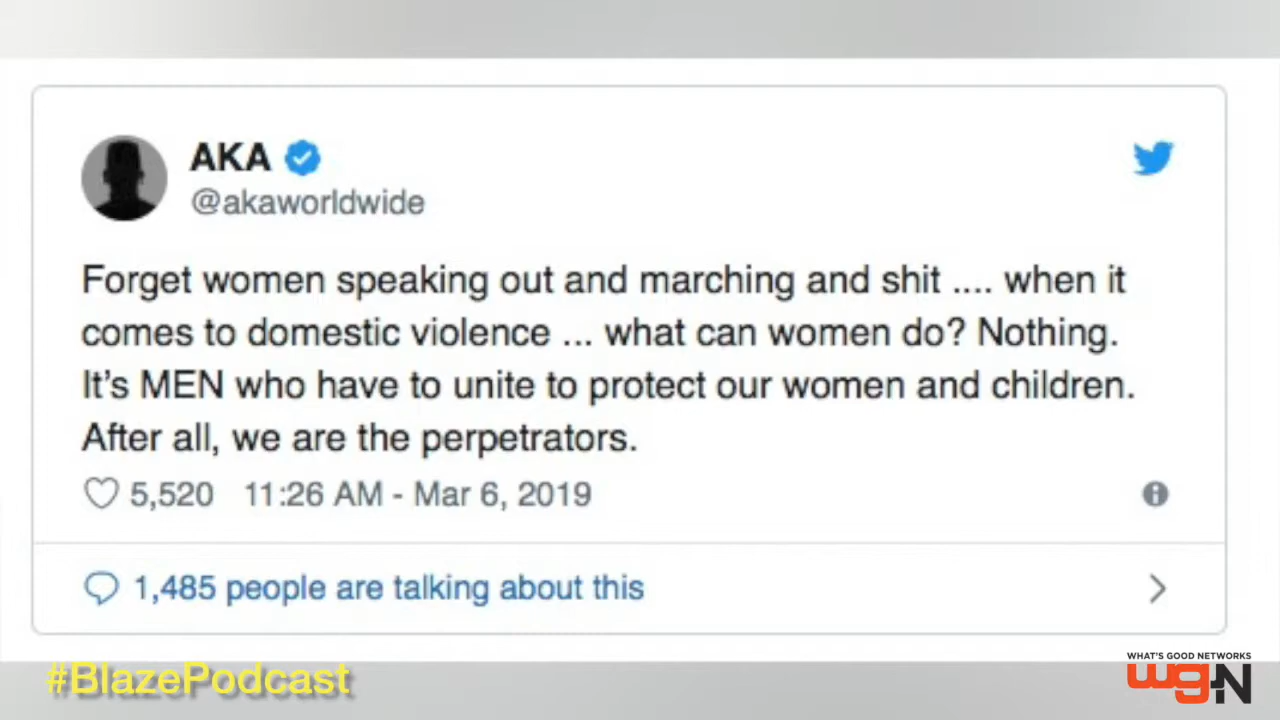 AKA
@akaworldwide
Forget women speaking out and marching and shit .... when it
comes to domestic violence ... what can women do? Nothing.
It's MEN who have to unite to protect our women and children.
After all, we are the perpetrators.
5,520 11:26 AM - Mar 6, 2019
1,485 people are talking about this
#BlazePodcast
WHAT'S GOOD NETWORKS
wgN